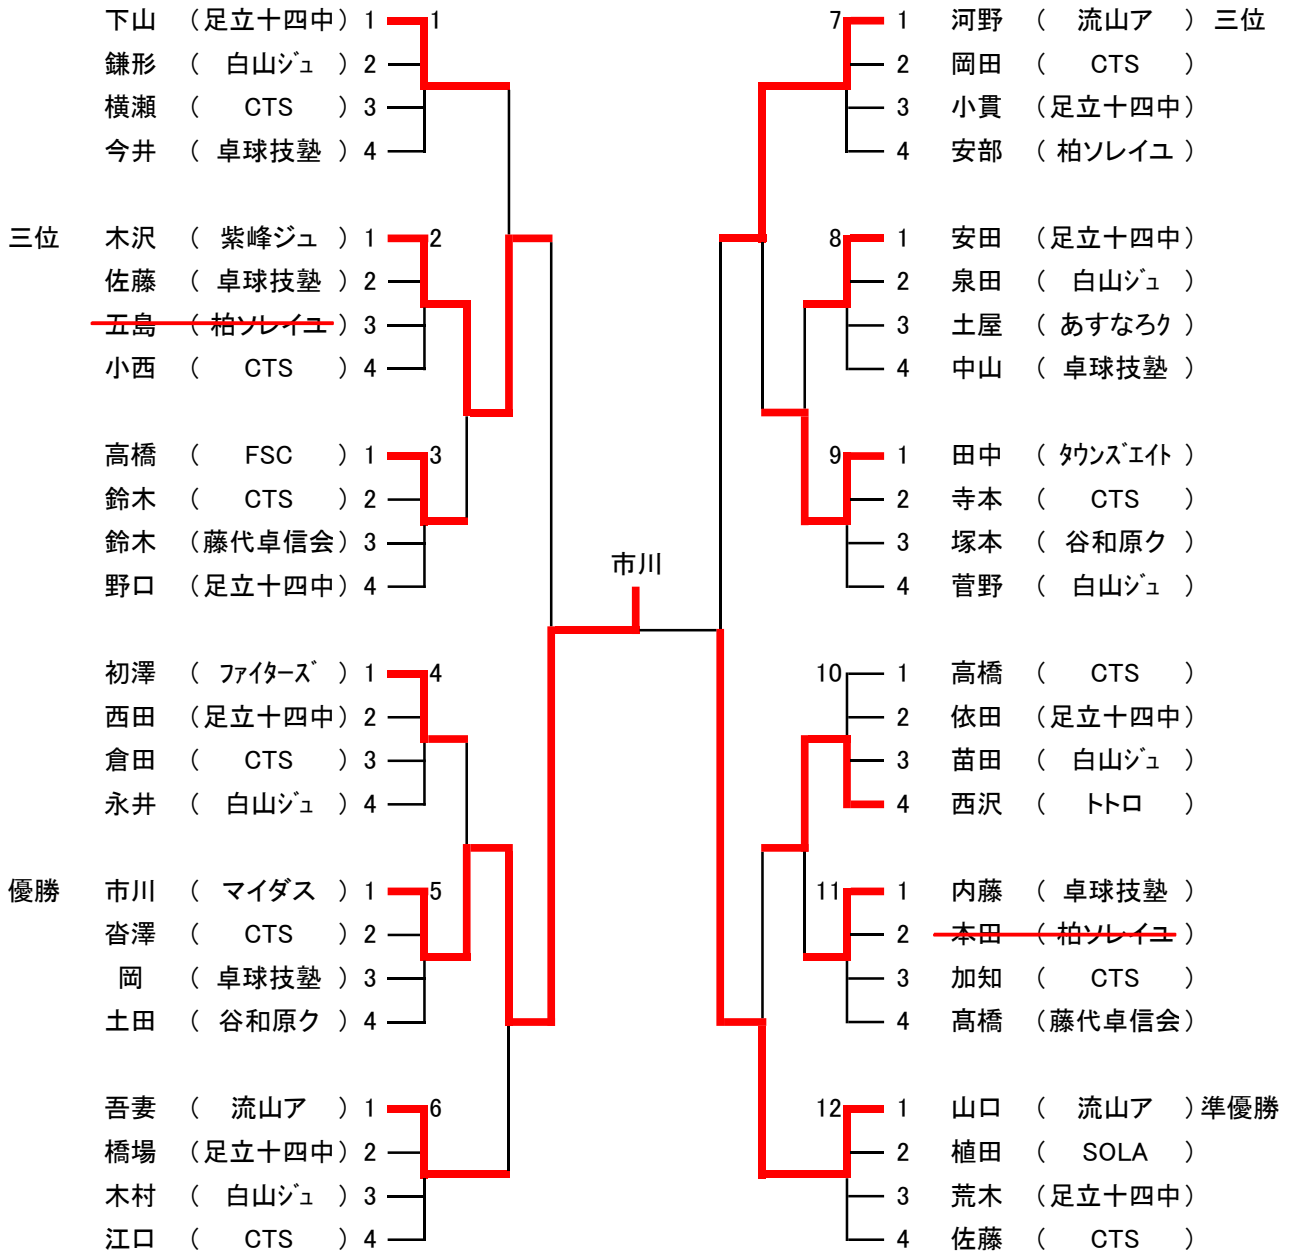 下山 （足立十四中） 1 1
鎌形 （ 白山ジュ ） 2
横瀬 （ CTS ） 3
今井 （ 卓球技塾 ） 4
三位 木沢 （ 紫峰ジュ ） 1 2
佐藤 （ 卓球技塾 ） 2
五島 （ 柏ソレイユ ） 3
小西 （ CTS ） 4
高橋 （ FSC ） 1 3
鈴木 （ CTS ） 2
鈴木 （藤代卓信会） 3
野口 （足立十四中） 4
初澤 （ ファイターズ ） 1 4
西田 （足立十四中） 2
倉田 （ CTS ） 3
永井 （ 白山ジュ ） 4
優勝 市川 （ マイダス ） 1 5
沓澤 （ CTS ） 2
岡 （ 卓球技塾 ） 3
土田 （ 谷和原ク ） 4
吾妻 （ 流山ア ） 1 6
橋場 （足立十四中） 2
木村 （ 白山ジュ ） 3
江口 （ CTS ） 4
市川
7 1 河野 （ 流山ア ） 三位
2 岡田 （ CTS ）
3 小貫 （足立十四中）
4 安部 （ 柏ソレイユ ）
8 1 安田 （足立十四中）
2 泉田 （ 白山ジュ ）
3 土屋 （ あすなろク ）
4 中山 （ 卓球技塾 ）
9 1 田中 （ タウンズエイト ）
2 寺本 （ CTS ）
3 塚本 （ 谷和原ク ）
4 菅野 （ 白山ジュ ）
10 1 高橋 （ CTS ）
2 依田 （足立十四中）
3 苗田 （ 白山ジュ ）
4 西沢 （ トトロ ）
11 1 内藤 （ 卓球技塾 ）
2 本田 （ 柏ソレイユ ）
3 加知 （ CTS ）
4 髙橋 （藤代卓信会）
12 1 山口 （ 流山ア ） 準優勝
2 植田 （ SOLA ）
3 荒木 （足立十四中）
4 佐藤 （ CTS ）